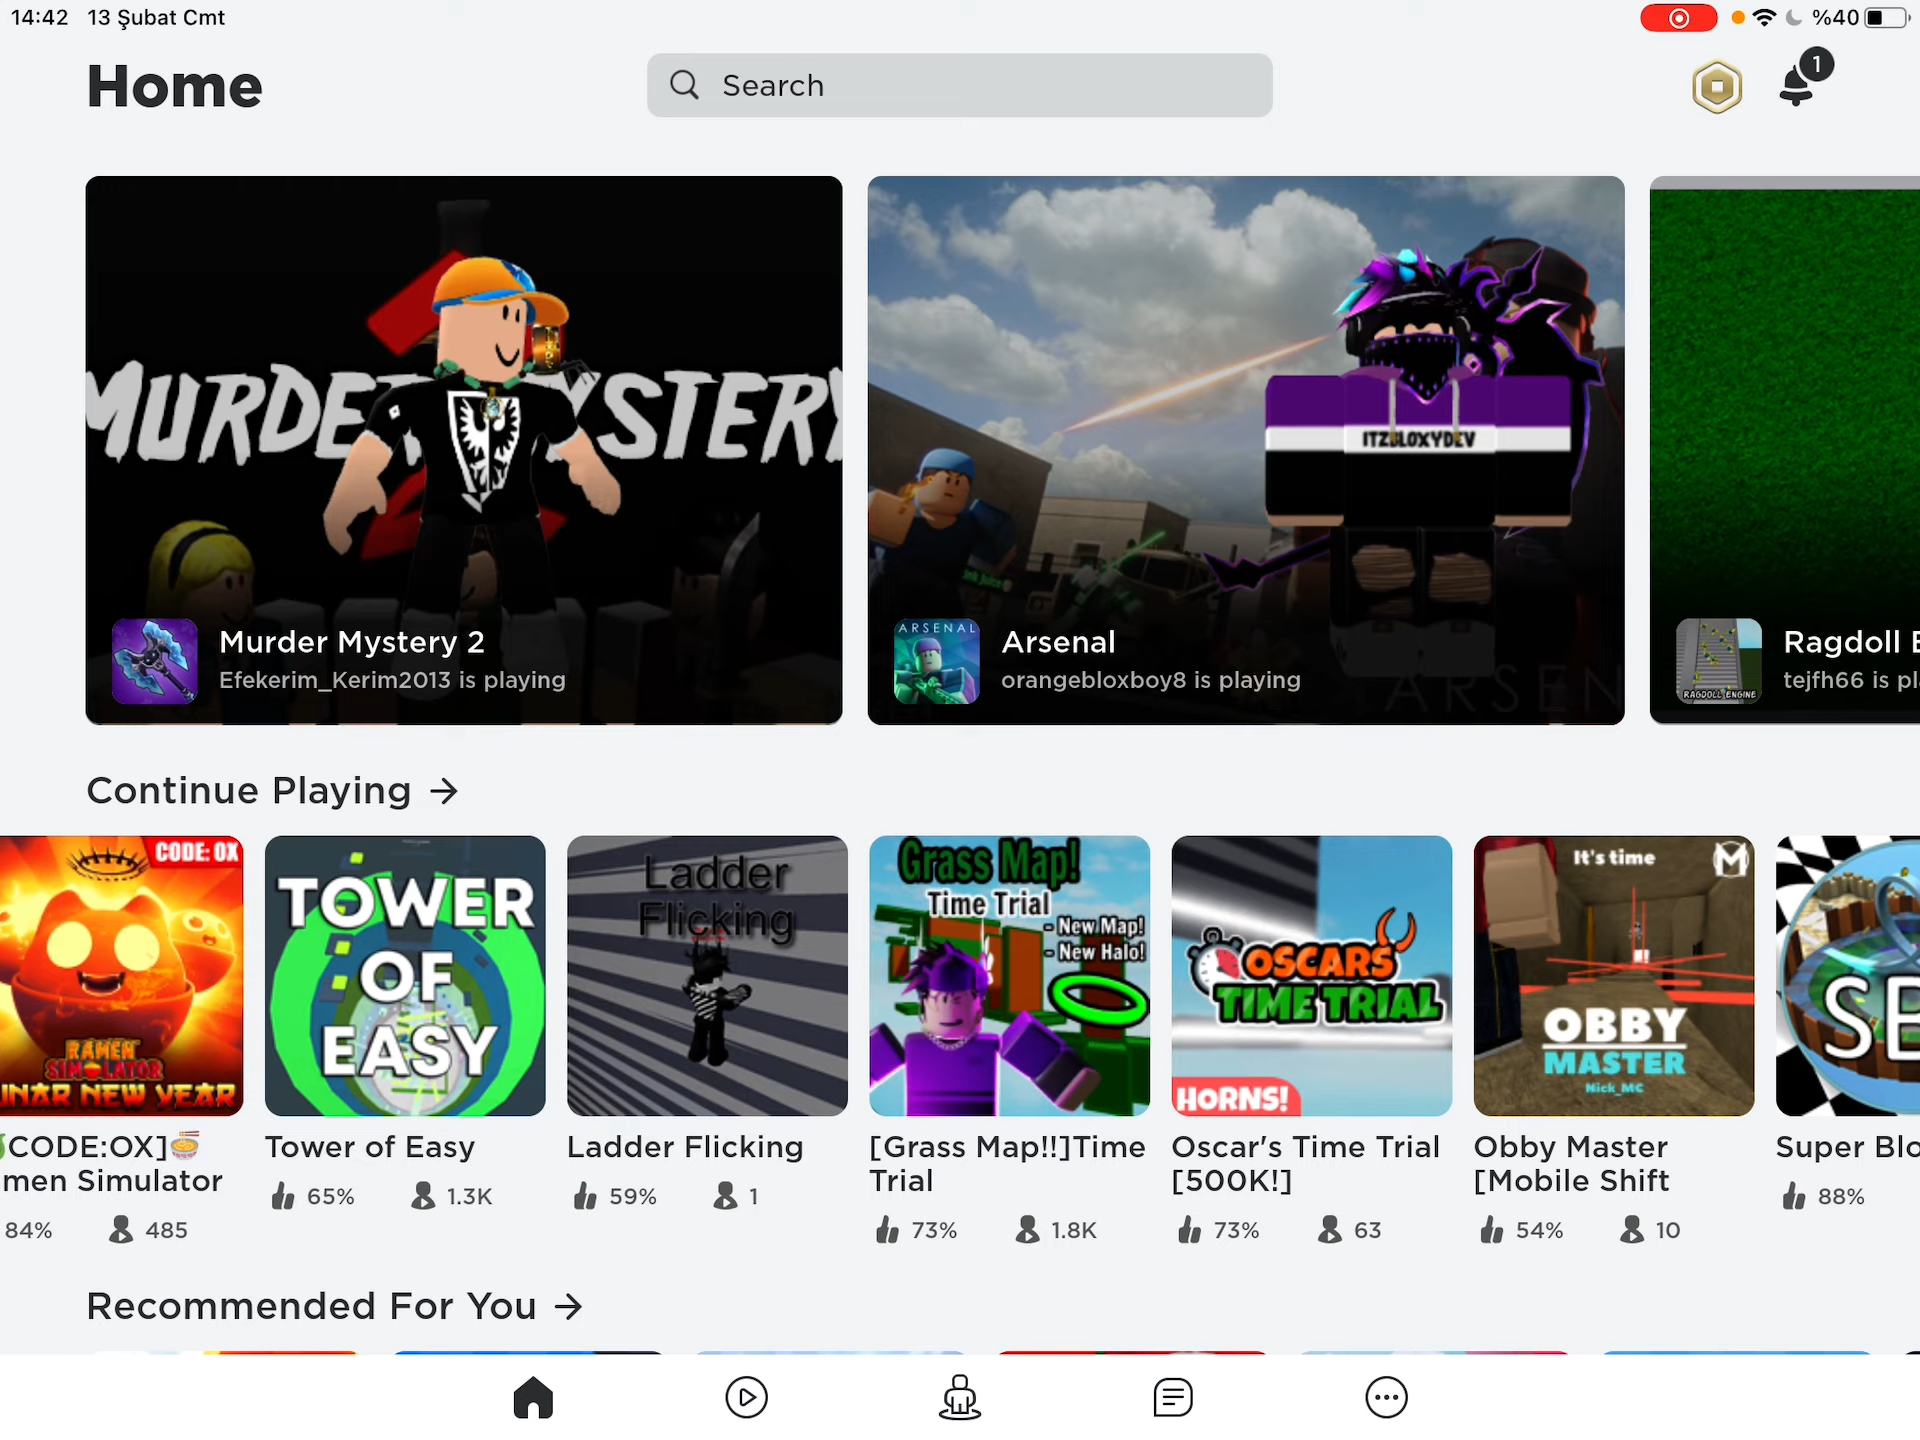 14:42 13 Şubat Cmt
%40
Home
Search
1
MURDER MYSTERY
2
Murder Mystery 2
Efekerim_Kerim2013 is playing
ITZBLOXYDEV
ARSEN
ARSENAL
Arsenal
orangebloxboy8 is playing
RAGDOLL ENGINE
Ragdoll E
tejfh66 is pl
Continue Playing →
CODE: OX
RAMEN
SIMULATOR
UNAR NEW YEAR
TOWER
OF
EASY
Ladder
Flicking
Grass Map!
Time Trial
- New Map!
- New Halo!
OSCARS
TIME TRIAL
HORNS!
It's time
OBBY
MASTER
Nick_MC
SB
CODE:OX]
men Simulator
84% 485
Tower of Easy
65% 1.3K
Ladder Flicking
59% 1
[Grass Map!!]Time
Trial
73% 1.8K
Oscar's Time Trial
[500K!]
73% 63
Obby Master
[Mobile Shift
54% 10
Super Blo
88%
Recommended For You →